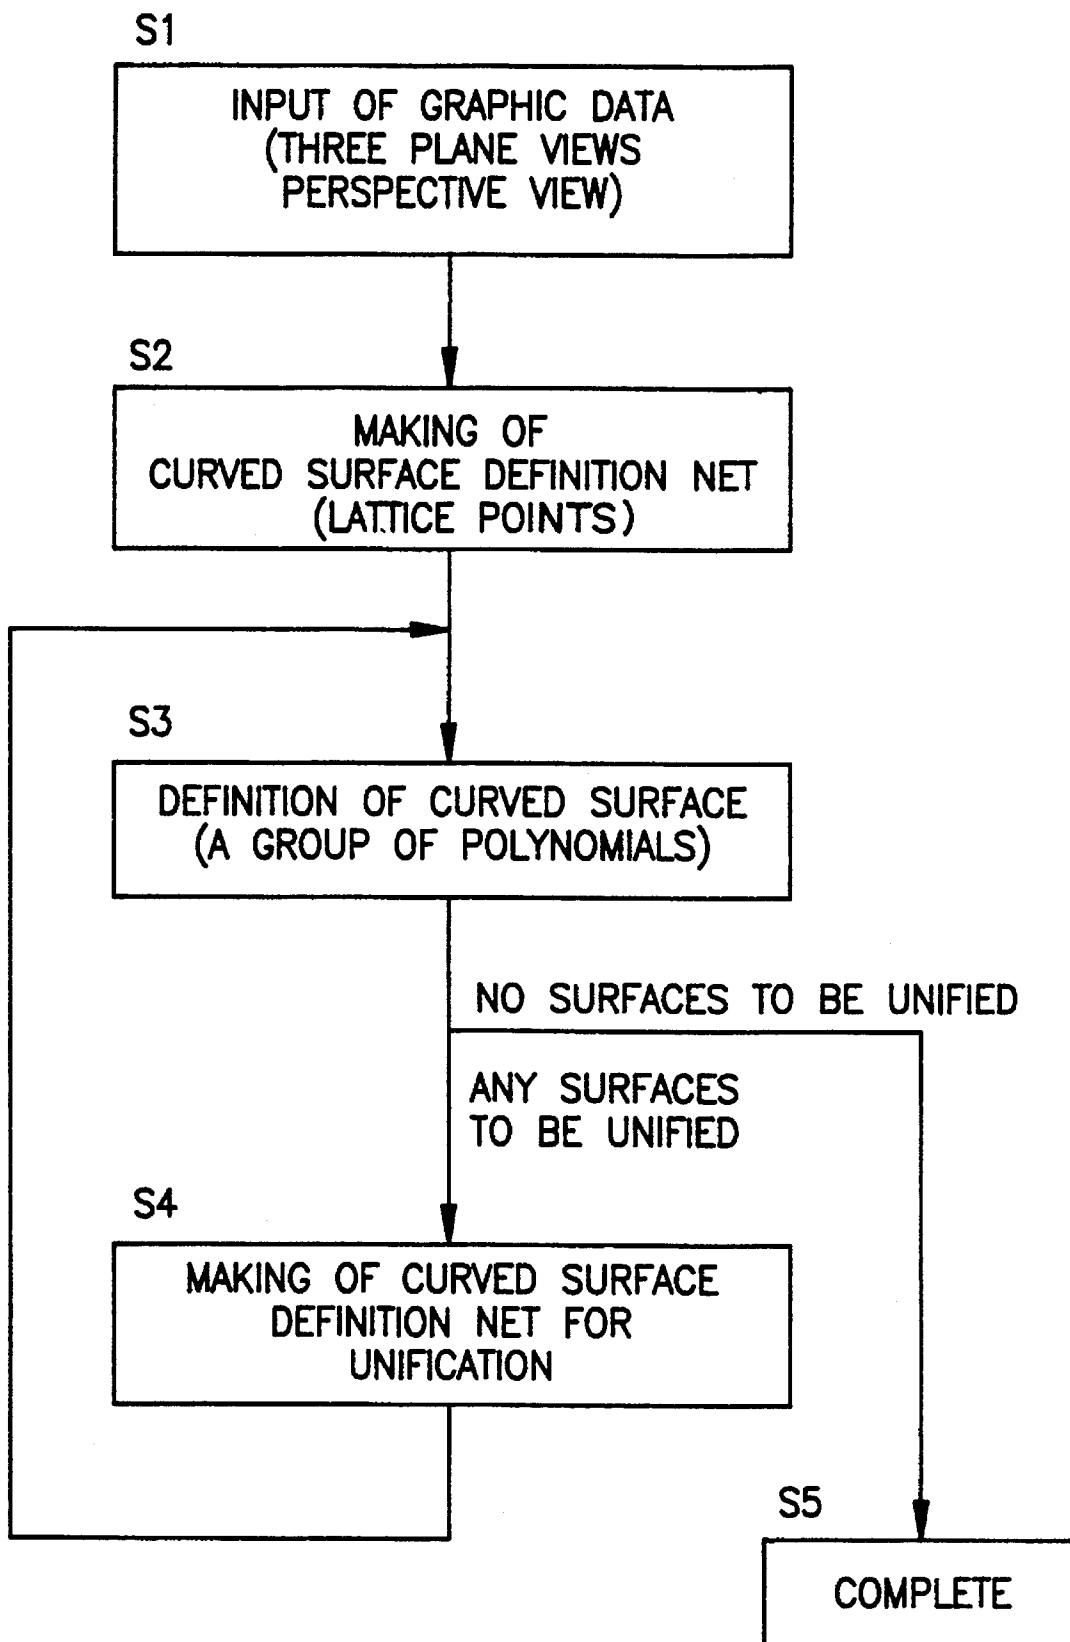 S1
INPUT OF GRAPHIC DATA
(THREE PLANE VIEWS
PERSPECTIVE VIEW)
S2
MAKING OF
CURVED SURFACE DEFINITION NET
(LATTICE POINTS)
S3
DEFINITION OF CURVED SURFACE
(A GROUP OF POLYNOMIALS)
NO SURFACES TO BE UNIFIED
ANY SURFACES
TO BE UNIFIED
S4
MAKING OF CURVED SURFACE
DEFINITION NET FOR
UNIFICATION
S5
COMPLETE